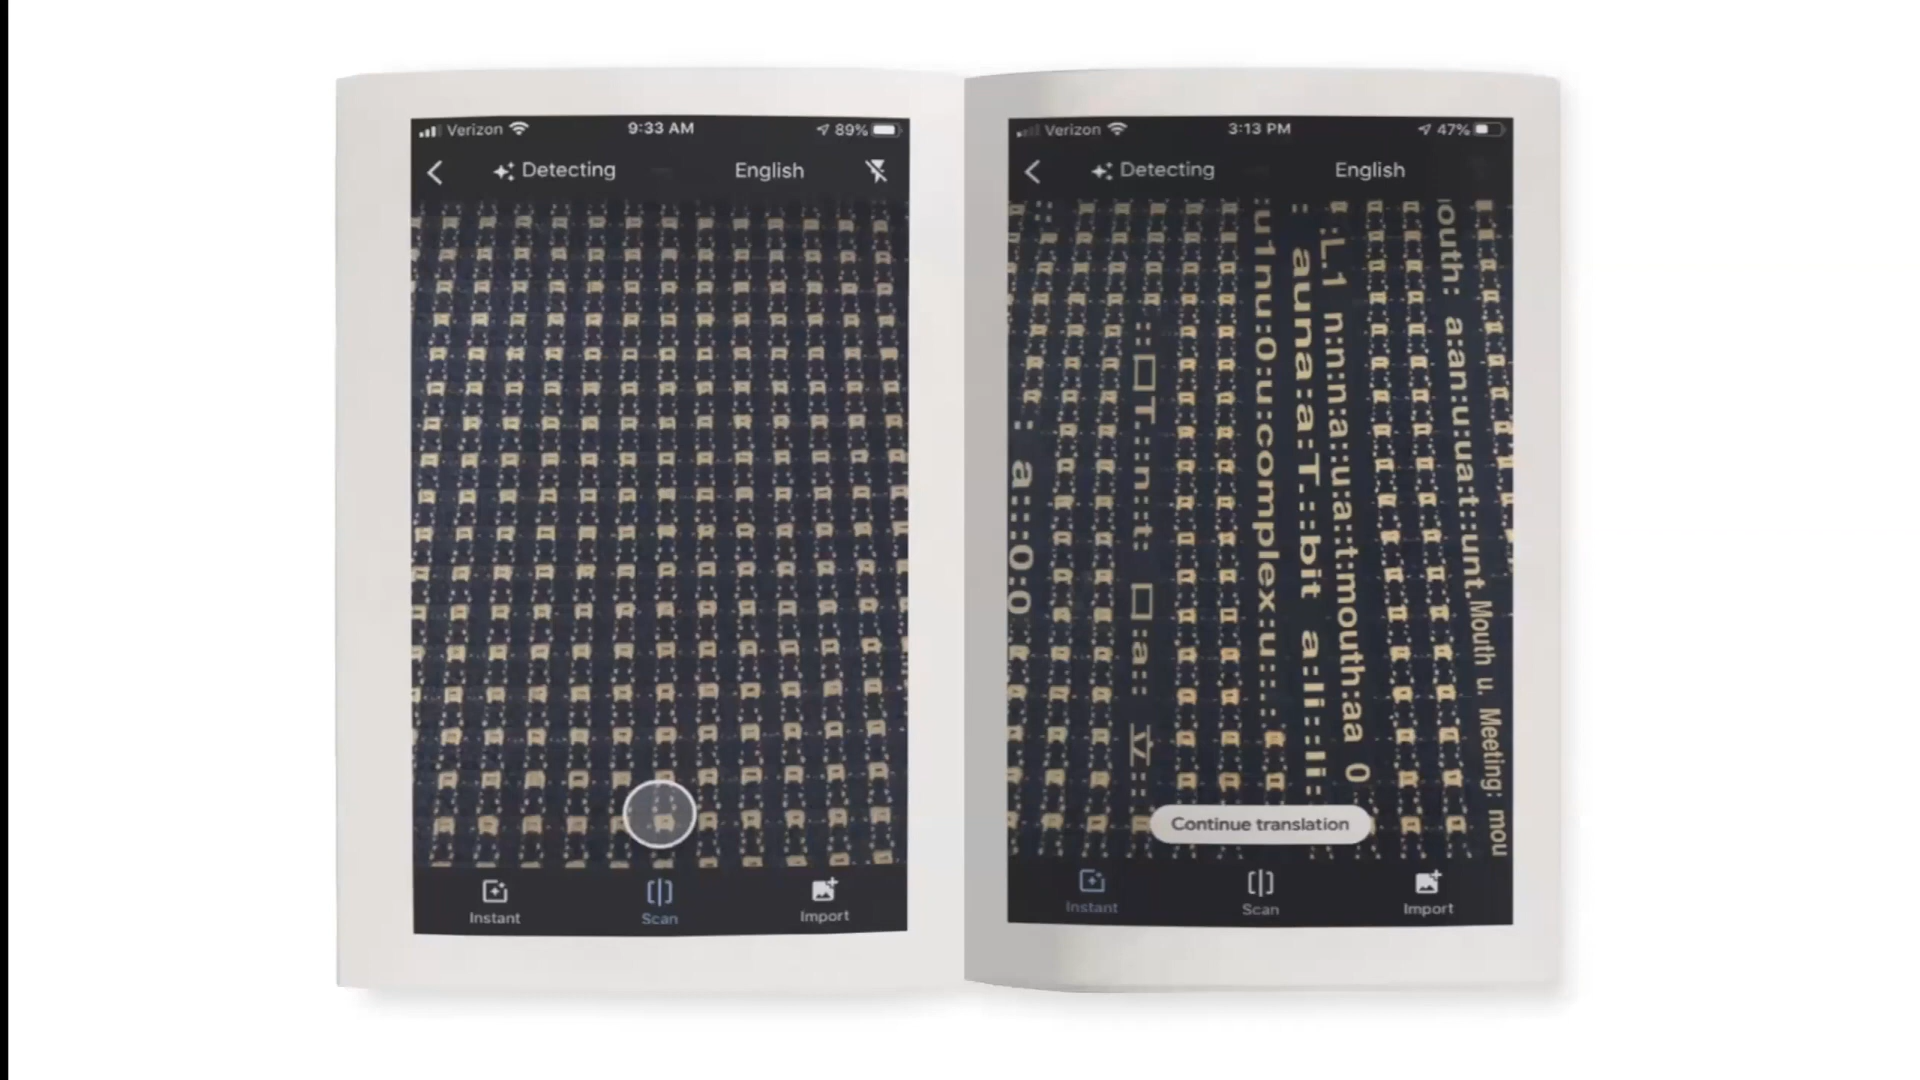 Verizon 9:33 AM 89%
Detecting English
Instant Scan Import
Verizon 3:13 PM 47%
Detecting English
a:::0:0
::□T.::n::t: □:a:: 立::
:u1nu:0:u:complex:u::.:
: auna:a:T.::bit a:li::li:
:L.1 n:n:n:a::u:a:t:mouth:aa 0
outh: a:an:u:ua:t::unt.
Mouth u. Meeting: mou
Continue translation
Instant Scan Import